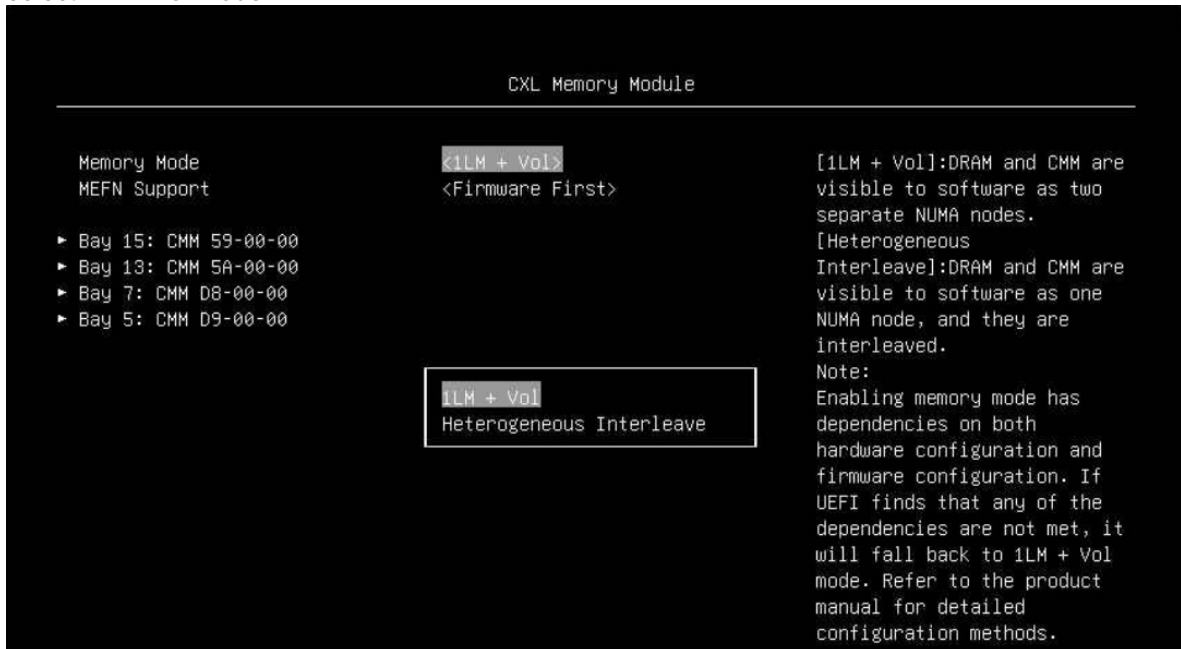 CXL Memory Module
Memory Mode <1LM + Vol>
MEFN Support <Firmware First>
► Bay 15: CMM 59-00-00
► Bay 13: CMM 5A-00-00
► Bay 7: CMM D8-00-00
► Bay 5: CMM D9-00-00
1LM + Vol
Heterogeneous Interleave
[1LM + Vol]:DRAM and CMM are
visible to software as two
separate NUMA nodes.
[Heterogeneous
Interleave]:DRAM and CMM are
visible to software as one
NUMA node, and they are
interleaved.
Note:
Enabling memory mode has
dependencies on both
hardware configuration and
firmware configuration. If
UEFI finds that any of the
dependencies are not met, it
will fall back to 1LM + Vol
mode. Refer to the product
manual for detailed
configuration methods.